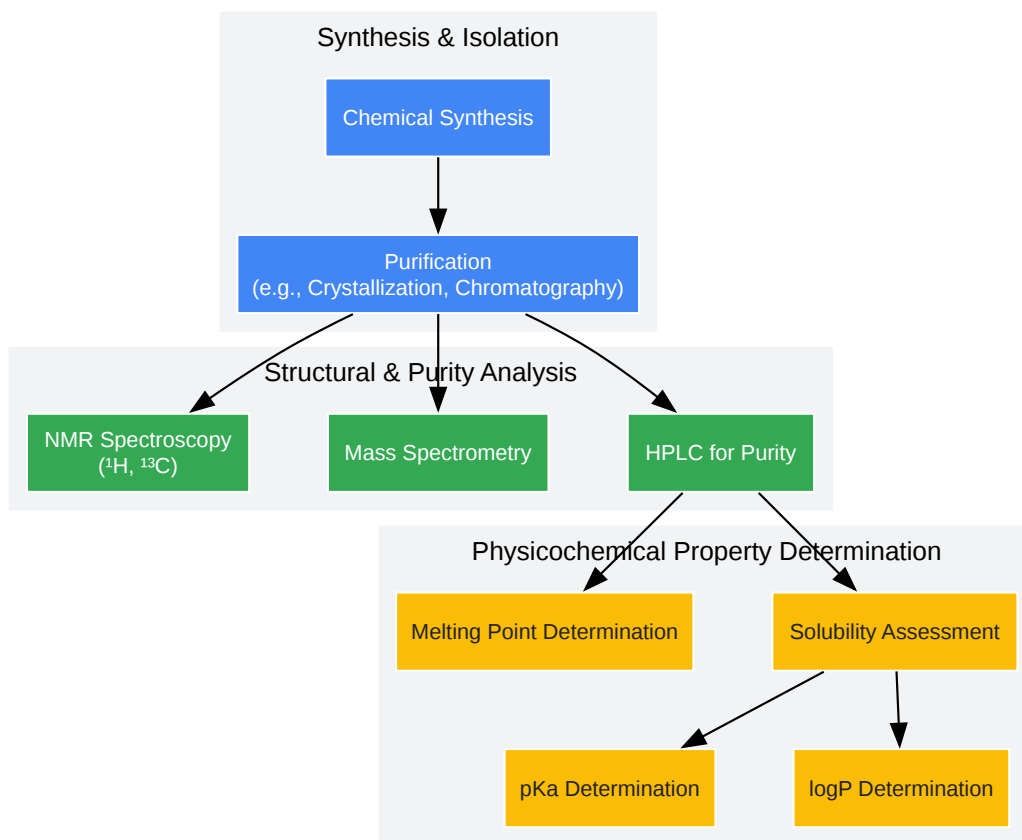 Synthesis & Isolation
Chemical Synthesis
Purification
(e.g., Crystallization, Chromatography)
Structural & Purity Analysis
NMR Spectroscopy
(¹H, ¹³C)
Mass Spectrometry
HPLC for Purity
Physicochemical Property Determination
Melting Point Determination
Solubility Assessment
pKa Determination
logP Determination